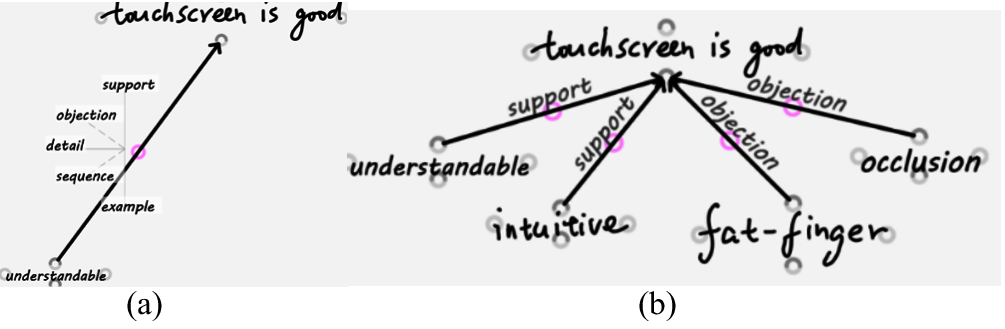 touchscreen is good
support
objection
detail
sequence
example
understandable
(a)
touchscreen is good
support
support
objection
objection
understandable
intuitive
fat-finger
occlusion
(b)